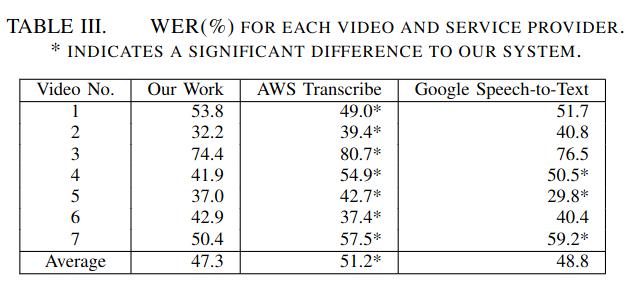 TABLE III. WER(%) FOR EACH VIDEO AND SERVICE PROVIDER.
* INDICATES A SIGNIFICANT DIFFERENCE TO OUR SYSTEM.
Video No. Our Work AWS Transcribe Google Speech-to-Text
1 53.8 49.0* 51.7
2 32.2 39.4* 40.8
3 74.4 80.7* 76.5
4 41.9 54.9* 50.5*
5 37.0 42.7* 29.8*
6 42.9 37.4* 40.4
7 50.4 57.5* 59.2*
Average 47.3 51.2* 48.8